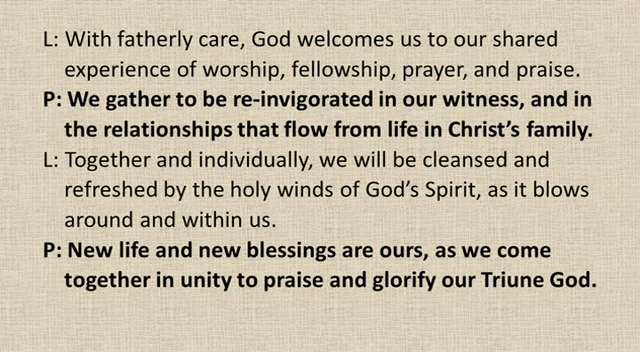 L: With fatherly care, God welcomes us to our shared
experience of worship, fellowship, prayer, and praise.
P: We gather to be re-invigorated in our witness, and in
the relationships that flow from life in Christ’s family.
L: Together and individually, we will be cleansed and
refreshed by the holy winds of God’s Spirit, as it blows
around and within us.
P: New life and new blessings are ours, as we come
together in unity to praise and glorify our Triune God.